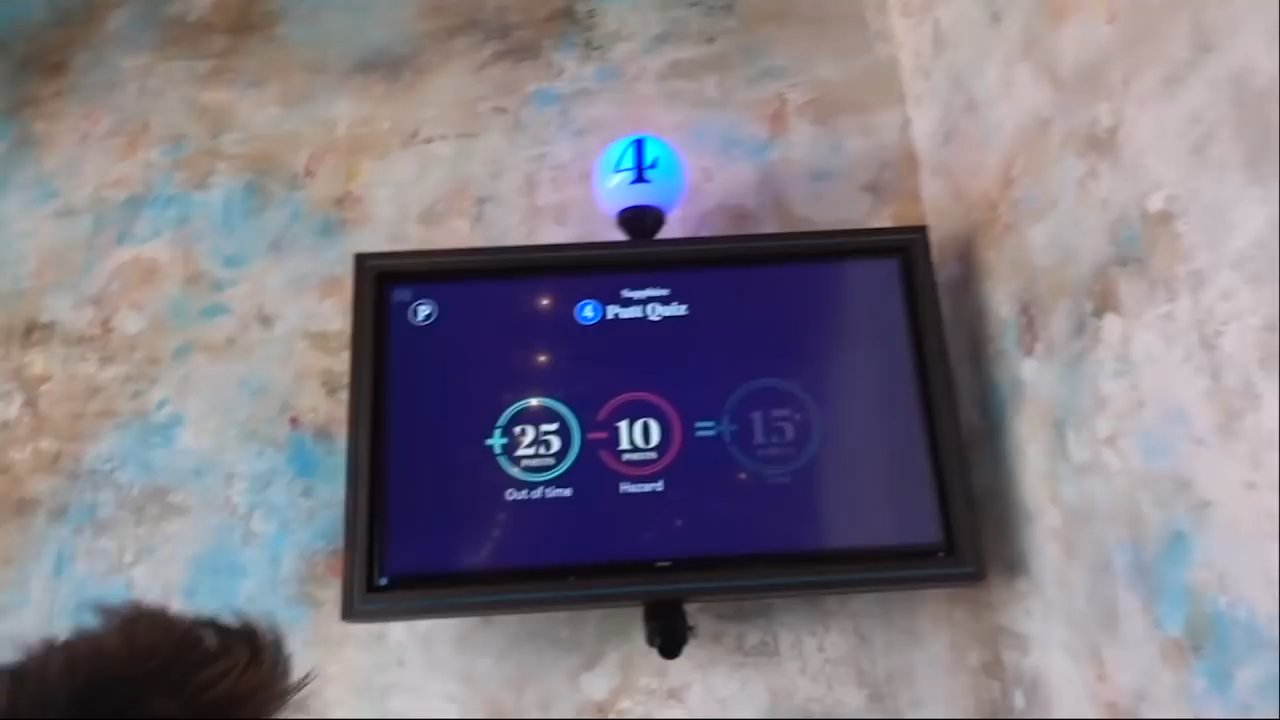 4
P
Sapphire
4 Putt Quiz
+25 -10 =+15
POINTS POINTS
Out of time Hazard